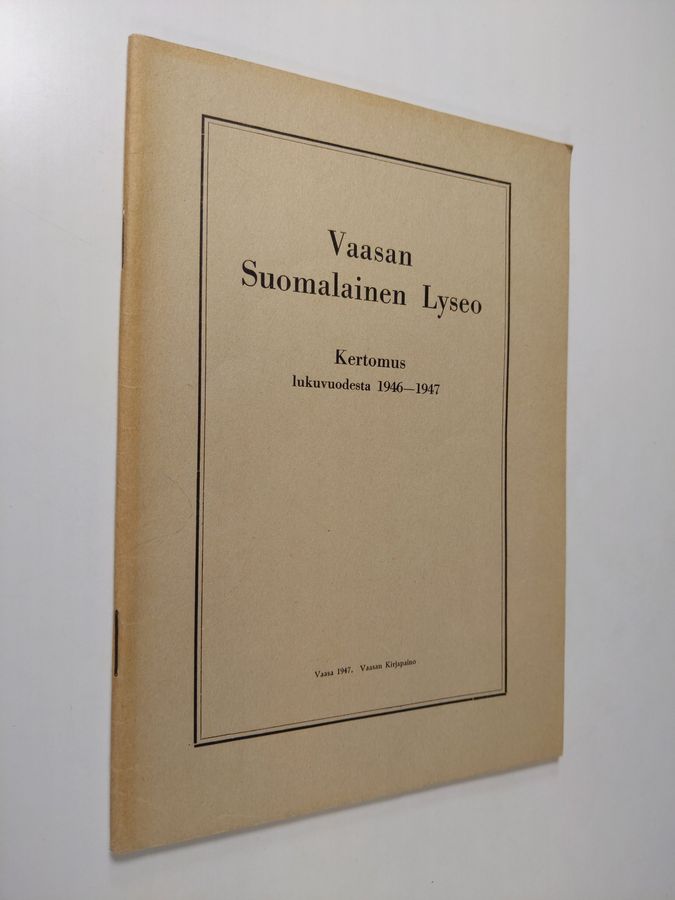 Vaasan
Suomalainen Lyseo
Kertomus
lukuvuodesta 1946—1947
Vaasa 1947. Vaasan Kirjapaino